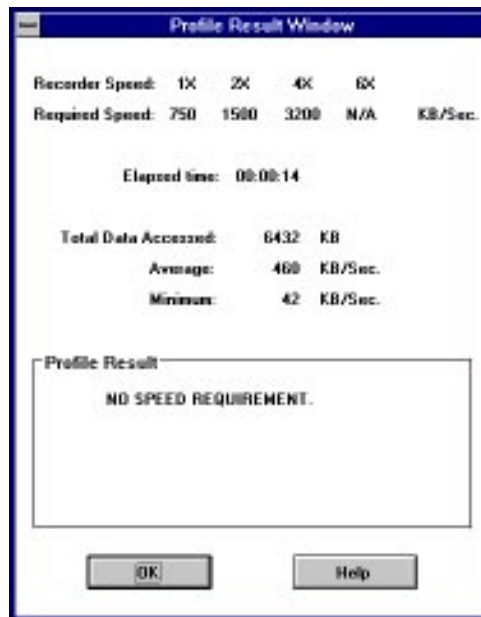 Profile Result Window
Recorder Speed: 1X 2X 4X 6X
Required Speed: 750 1500 3200 N/A KB/Sec.
Elapsed time: 00:00:14
Total Data Accessed: 6432 KB
Average: 460 KB/Sec.
Minimum: 42 KB/Sec.
Profile Result
NO SPEED REQUIREMENT.
OK Help